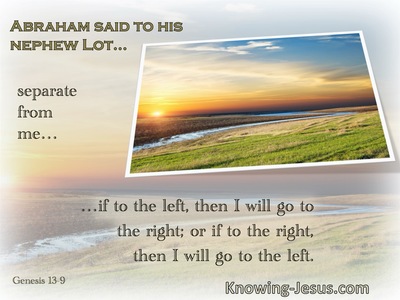 Abraham said to his
nephew Lot...
separate
from
me...
...if to the left, then I will go to
the right; or if to the right,
then I will go to the left.
Genesis 13-9
Knowing-Jesus.com